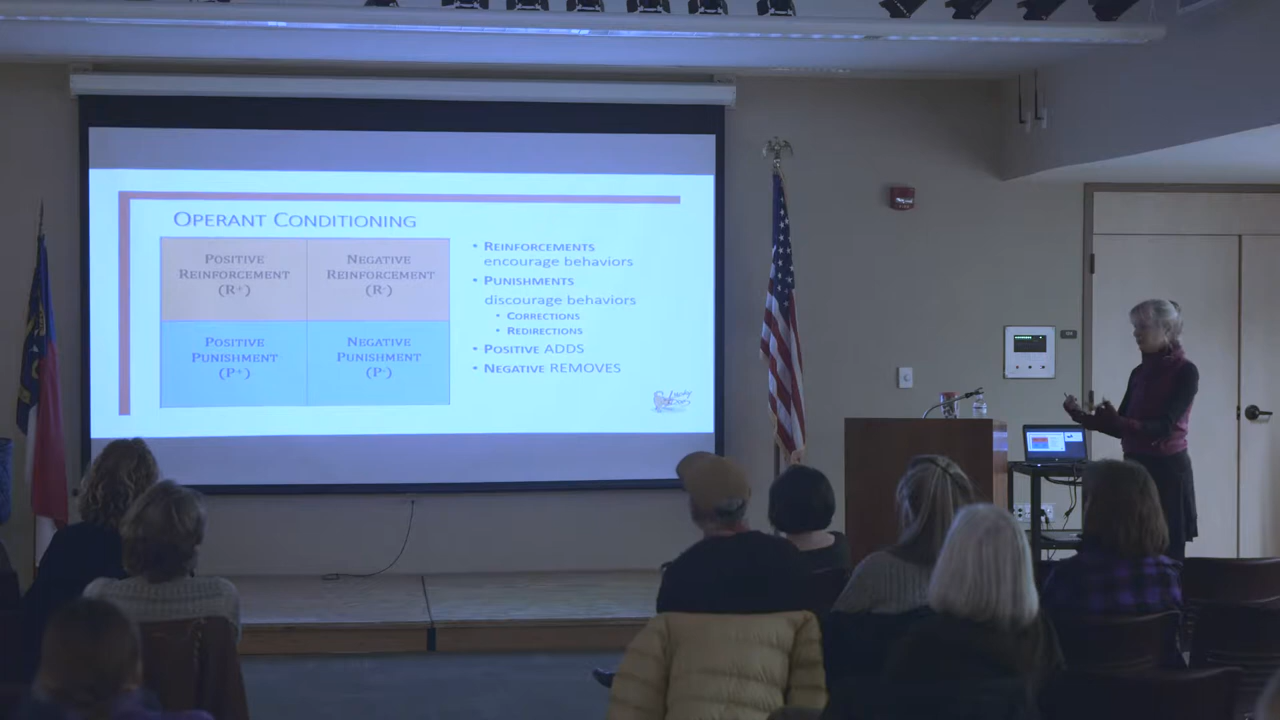 OPERANT CONDITIONING
POSITIVE
REINFORCEMENT
(R+)
NEGATIVE
REINFORCEMENT
(R-)
POSITIVE
PUNISHMENT
(P+)
NEGATIVE
PUNISHMENT
(P-)
• REINFORCEMENTS
encourage behaviors
• PUNISHMENTS
discourage behaviors
• CORRECTIONS
• REDIRECTIONS
• POSITIVE ADDS
• NEGATIVE REMOVES